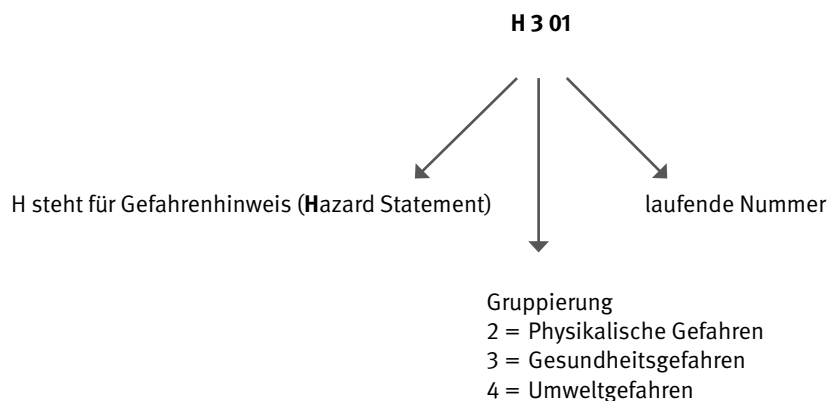 H 3 01
H steht für Gefahrenhinweis (Hazard Statement)
laufende Nummer
Gruppierung
2 = Physikalische Gefahren
3 = Gesundheitsgefahren
4 = Umweltgefahren